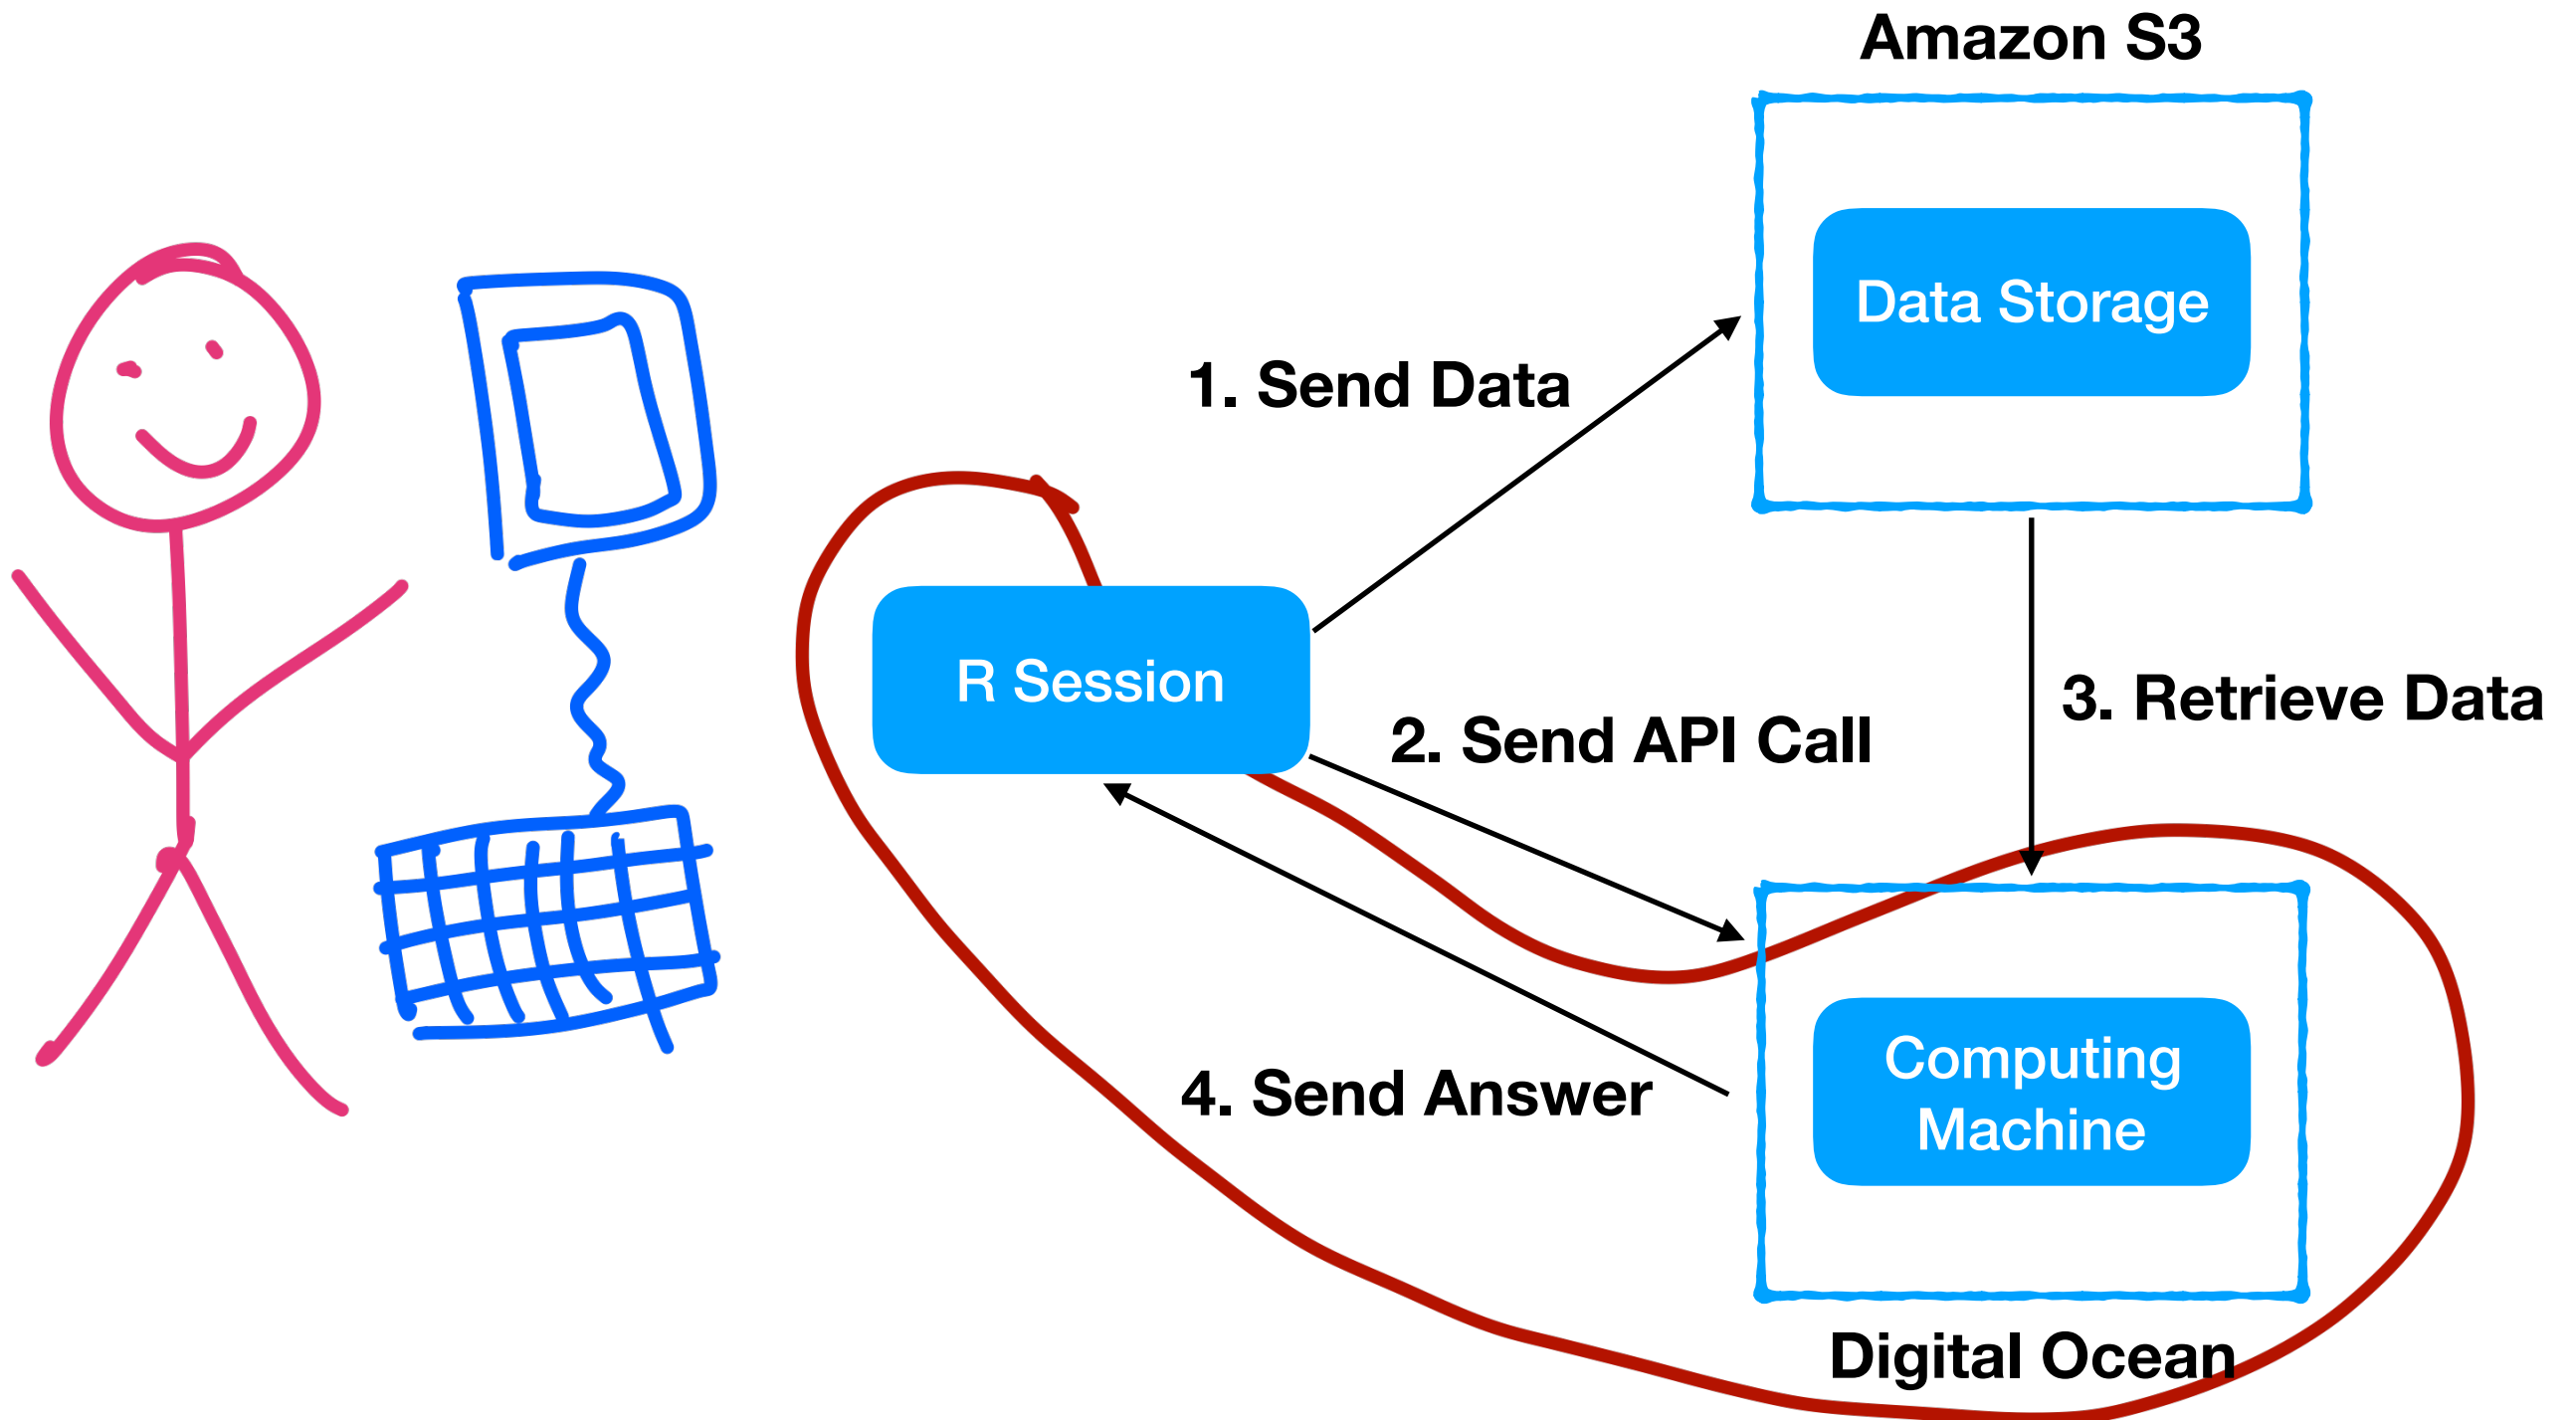 Amazon S3
Data Storage
1. Send Data
R Session
2. Send API Call
3. Retrieve Data
4. Send Answer
Computing
Machine
Digital Ocean